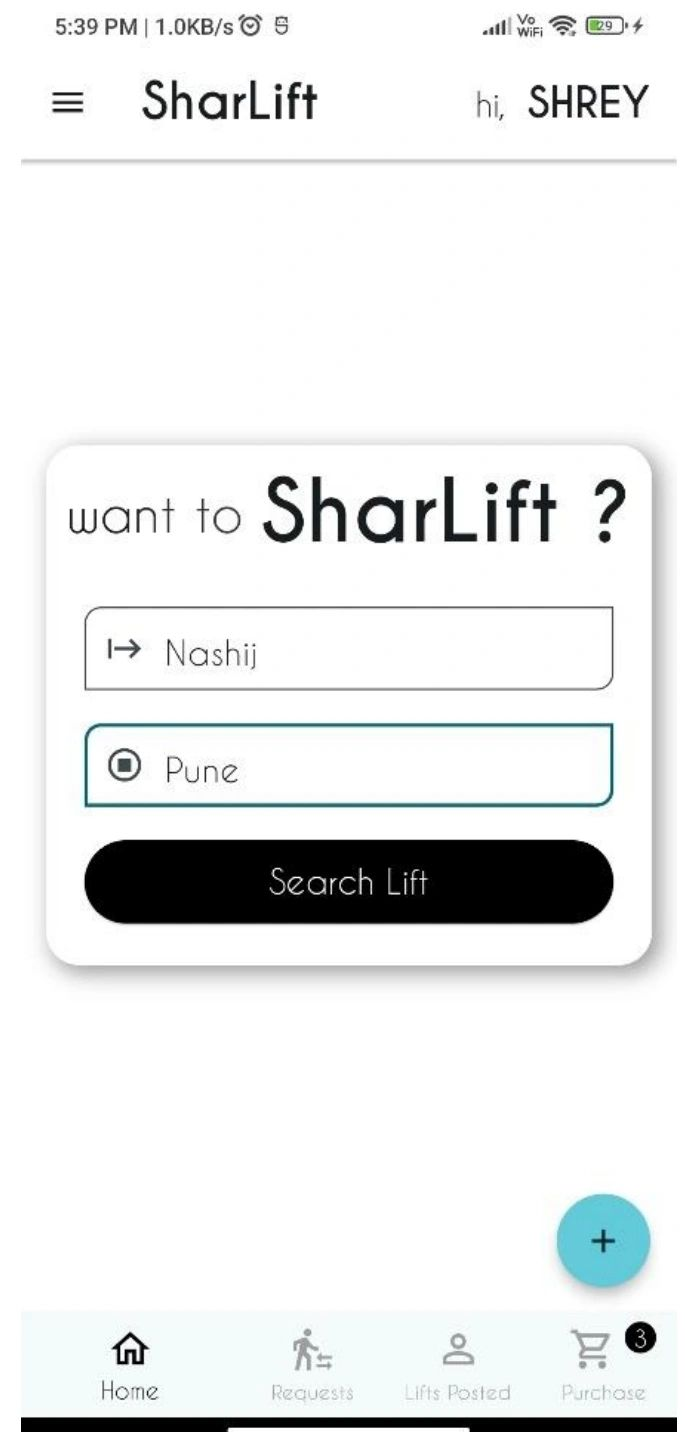 5:39 PM | 1.0KB/s
Vo
WiFi
29
SharLift
hi, SHREY
want to SharLift ?
Nashij
Pune
Search Lift
+
3
Home
Requests
Lifts Posted
Purchase